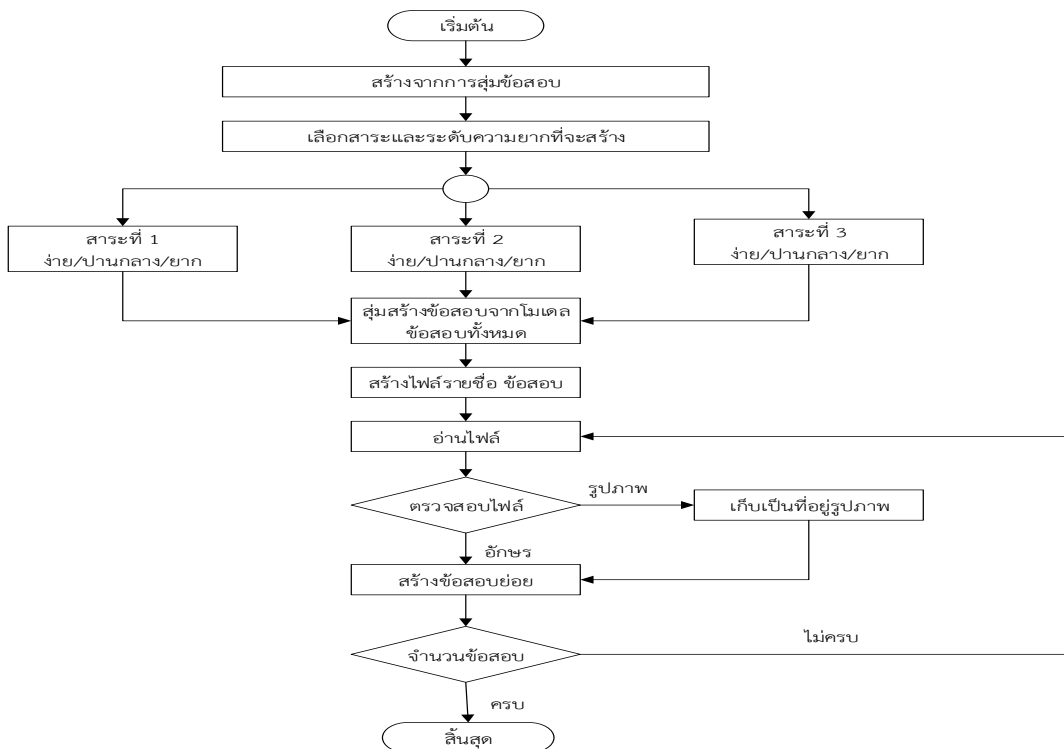 เริ่มต้น
สร้างจากการสุ่มข้อสอบ
เลือกสาระและระดับความยากที่จะสร้าง
สาระที่ 1
ง่าย/ปานกลาง/ยาก
สาระที่ 2
ง่าย/ปานกลาง/ยาก
สาระที่ 3
ง่าย/ปานกลาง/ยาก
สุ่มสร้างข้อสอบจากโมเดล
ข้อสอบทั้งหมด
สร้างไฟล์รายชื่อ ข้อสอบ
อ่านไฟล์
ตรวจสอบไฟล์
รูปภาพ
เก็บเป็นที่อยู่รูปภาพ
อักษร
สร้างข้อสอบย่อย
จำนวนข้อสอบ
ไม่ครบ
ครบ
สิ้นสุด